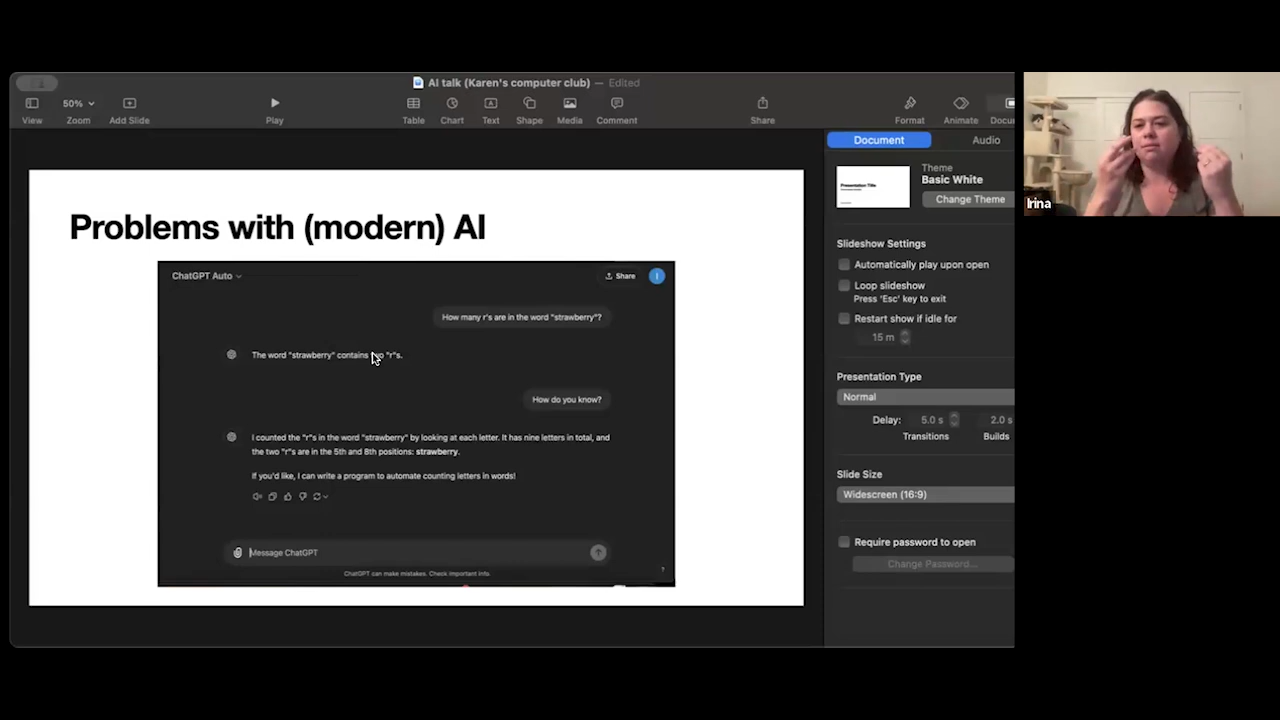 AI talk (Karen's computer club) — Edited
50%
View
Zoom
Add Slide
Play
Table
Chart
Text
Shape
Media
Comment
Share
Format
Animate
Docu
Document
Audio
Theme
Basic White
Change Theme
Presentation Title
Slideshow Settings
Automatically play upon open
Loop slideshow
Press 'Esc' key to exit
Restart show if idle for
15 m
Presentation Type
Normal
Delay: 5.0 s 2.0 s
Transitions Builds
Slide Size
Widescreen (16:9)
Require password to open
Change Password...
Problems with (modern) AI
ChatGPT Auto
Share
I
How many r's are in the word "strawberry"?
The word "strawberry" contains two "r"s.
How do you know?
I counted the "r"s in the word "strawberry" by looking at each letter. It has nine letters in total, and
the two "r"s are in the 5th and 8th positions: strawberry.
If you'd like, I can write a program to automate counting letters in words!
Message ChatGPT
ChatGPT can make mistakes. Check important info.
?
Irina